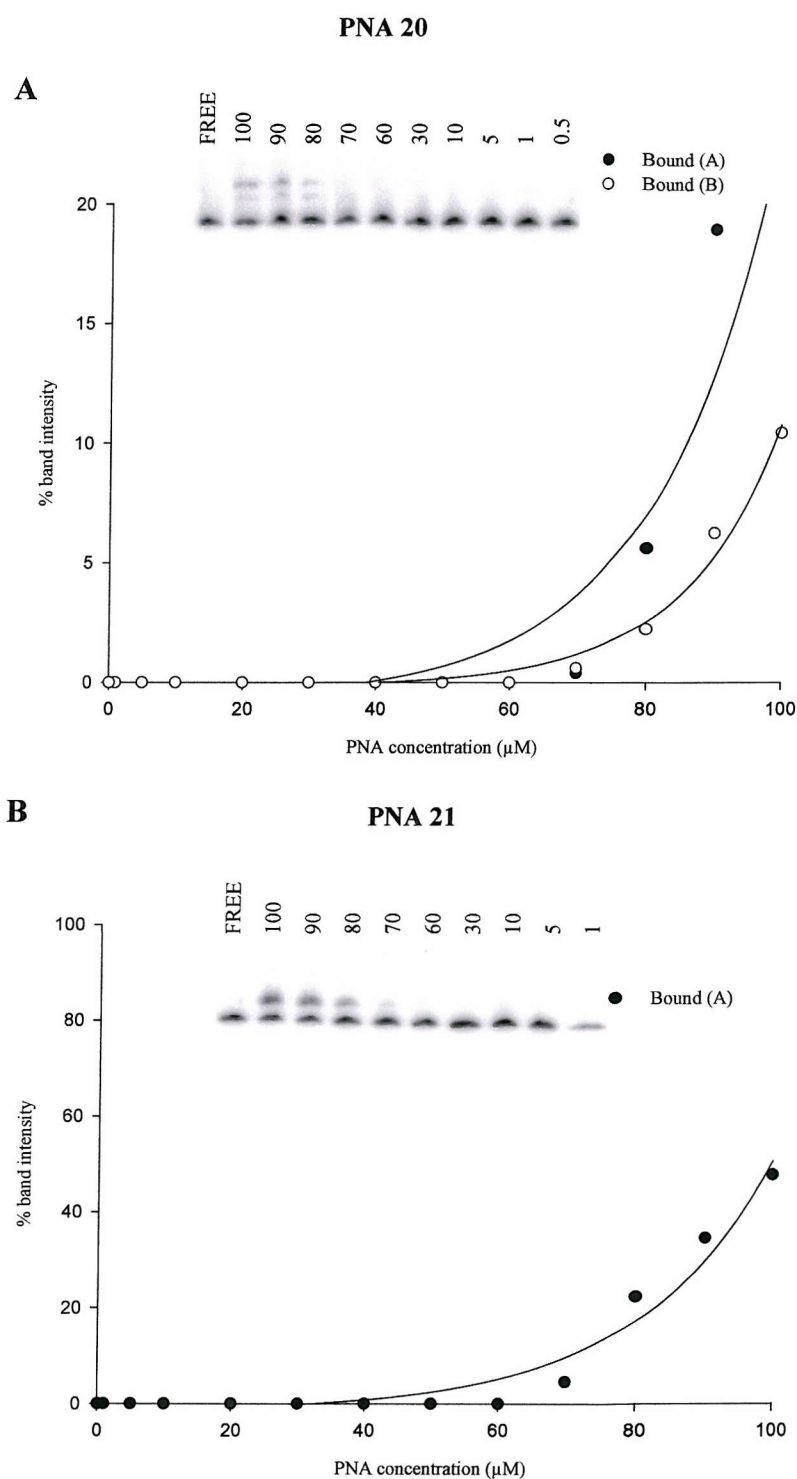 PNA 20
A
FREE 100 90 80 70 60 30 10 5 1 0.5
Bound (A)
Bound (B)
20
15
10
5
0
% band intensity
0 20 40 60 80 100
PNA concentration (µM)
B
PNA 21
FREE 100 90 80 70 60 30 10 5 1
Bound (A)
100
80
60
40
20
0
% band intensity
0 20 40 60 80 100
PNA concentration (µM)